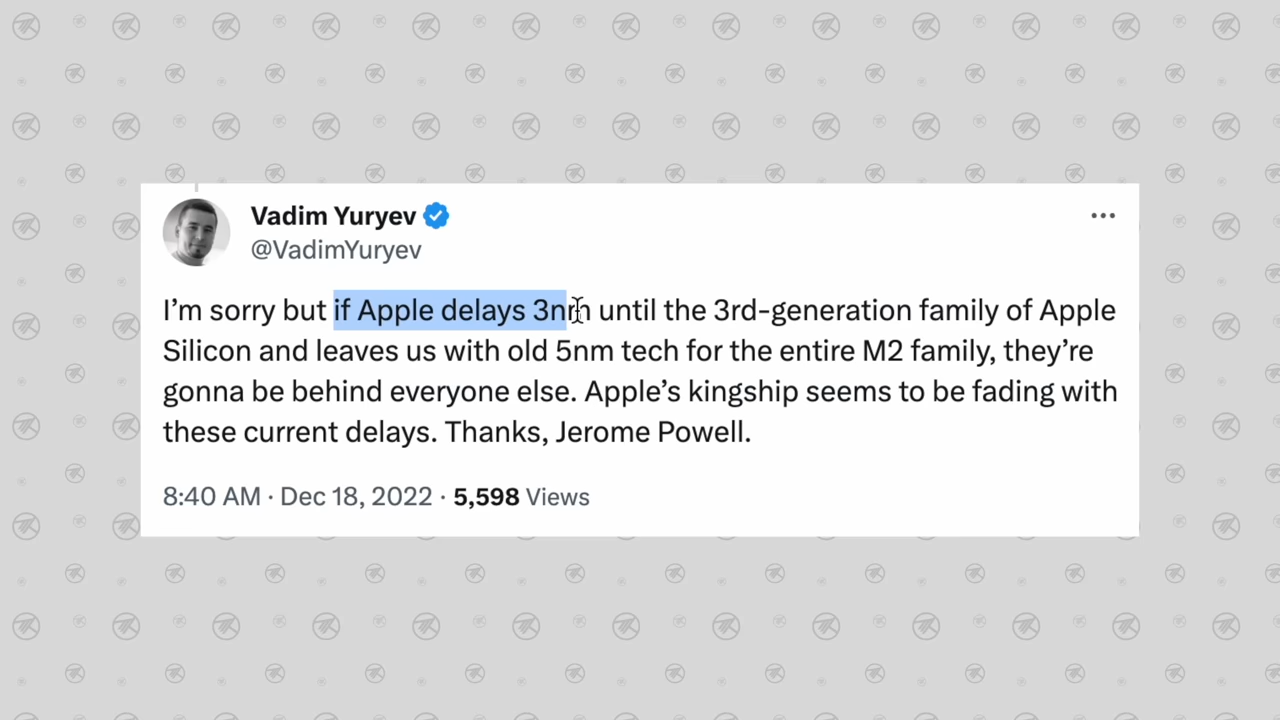 Vadim Yuryev
@VadimYuryev
I’m sorry but if Apple delays 3nm until the 3rd-generation family of Apple
Silicon and leaves us with old 5nm tech for the entire M2 family, they’re
gonna be behind everyone else. Apple’s kingship seems to be fading with
these current delays. Thanks, Jerome Powell.
8:40 AM · Dec 18, 2022 · 5,598 Views